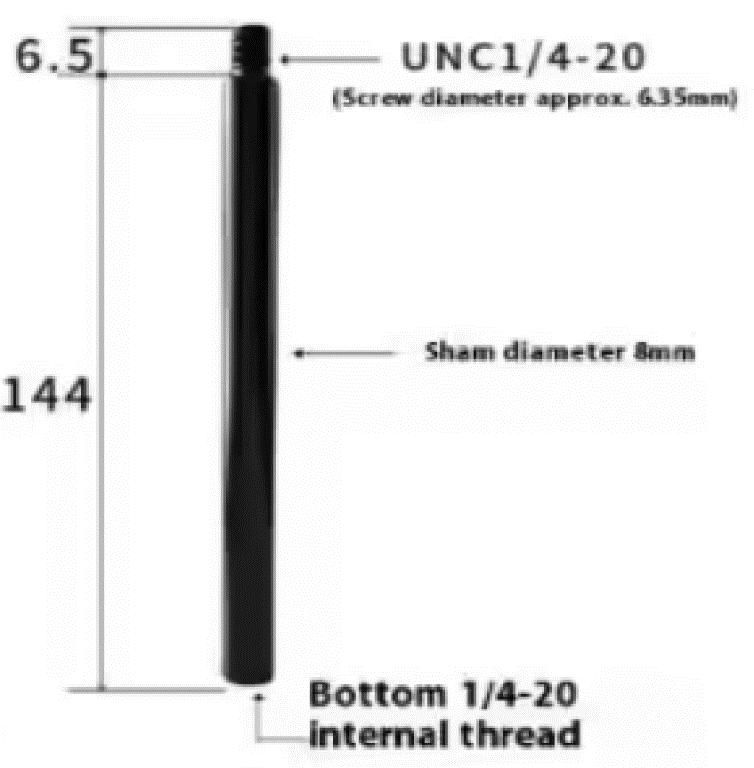 6.5
UNC1/4-20
(Screw diameter approx. 6.35mm)
Sham diameter 8mm
144
Bottom 1/4-20
internal thread